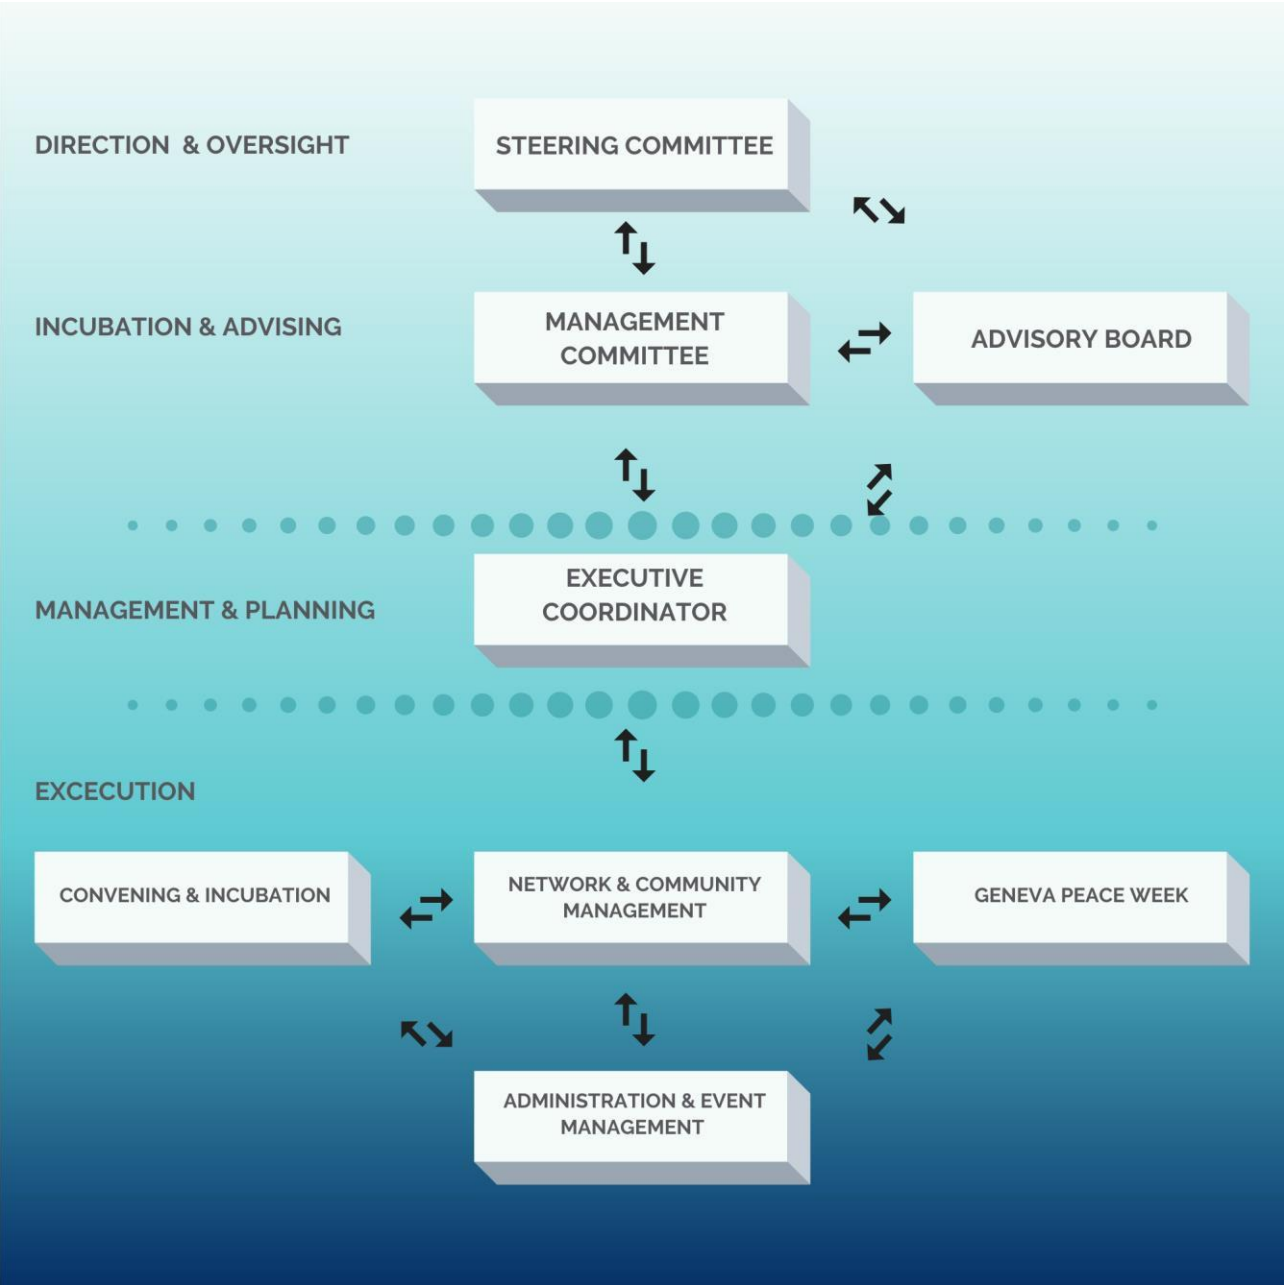 DIRECTION & OVERSIGHT
STEERING COMMITTEE
INCUBATION & ADVISING
MANAGEMENT
COMMITTEE
ADVISORY BOARD
MANAGEMENT & PLANNING
EXECUTIVE
COORDINATOR
EXCECUTION
CONVENING & INCUBATION
NETWORK & COMMUNITY
MANAGEMENT
GENEVA PEACE WEEK
ADMINISTRATION & EVENT
MANAGEMENT